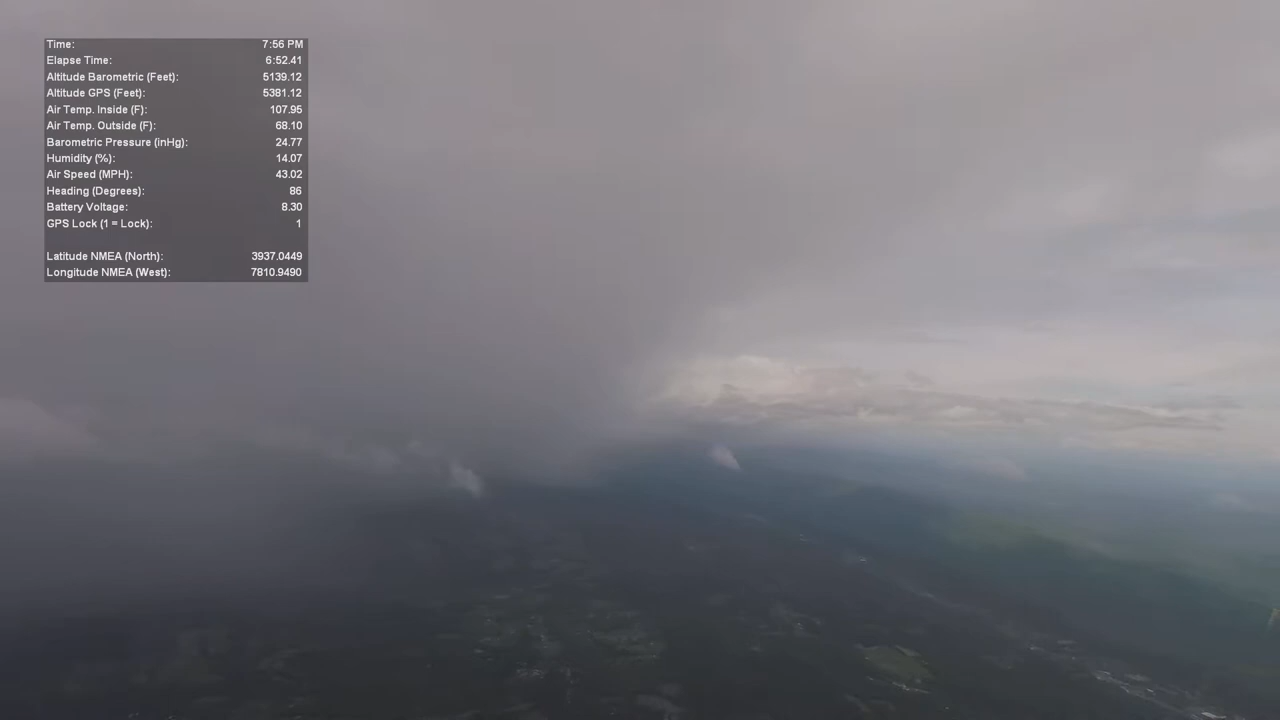 Time: 7:56 PM
Elapse Time: 6:52.41
Altitude Barometric (Feet): 5139.12
Altitude GPS (Feet): 5381.12
Air Temp. Inside (F): 107.95
Air Temp. Outside (F): 68.10
Barometric Pressure (inHg): 24.77
Humidity (%): 14.07
Air Speed (MPH): 43.02
Heading (Degrees): 86
Battery Voltage: 8.30
GPS Lock (1 = Lock): 1
Latitude NMEA (North): 3937.0449
Longitude NMEA (West): 7810.9490